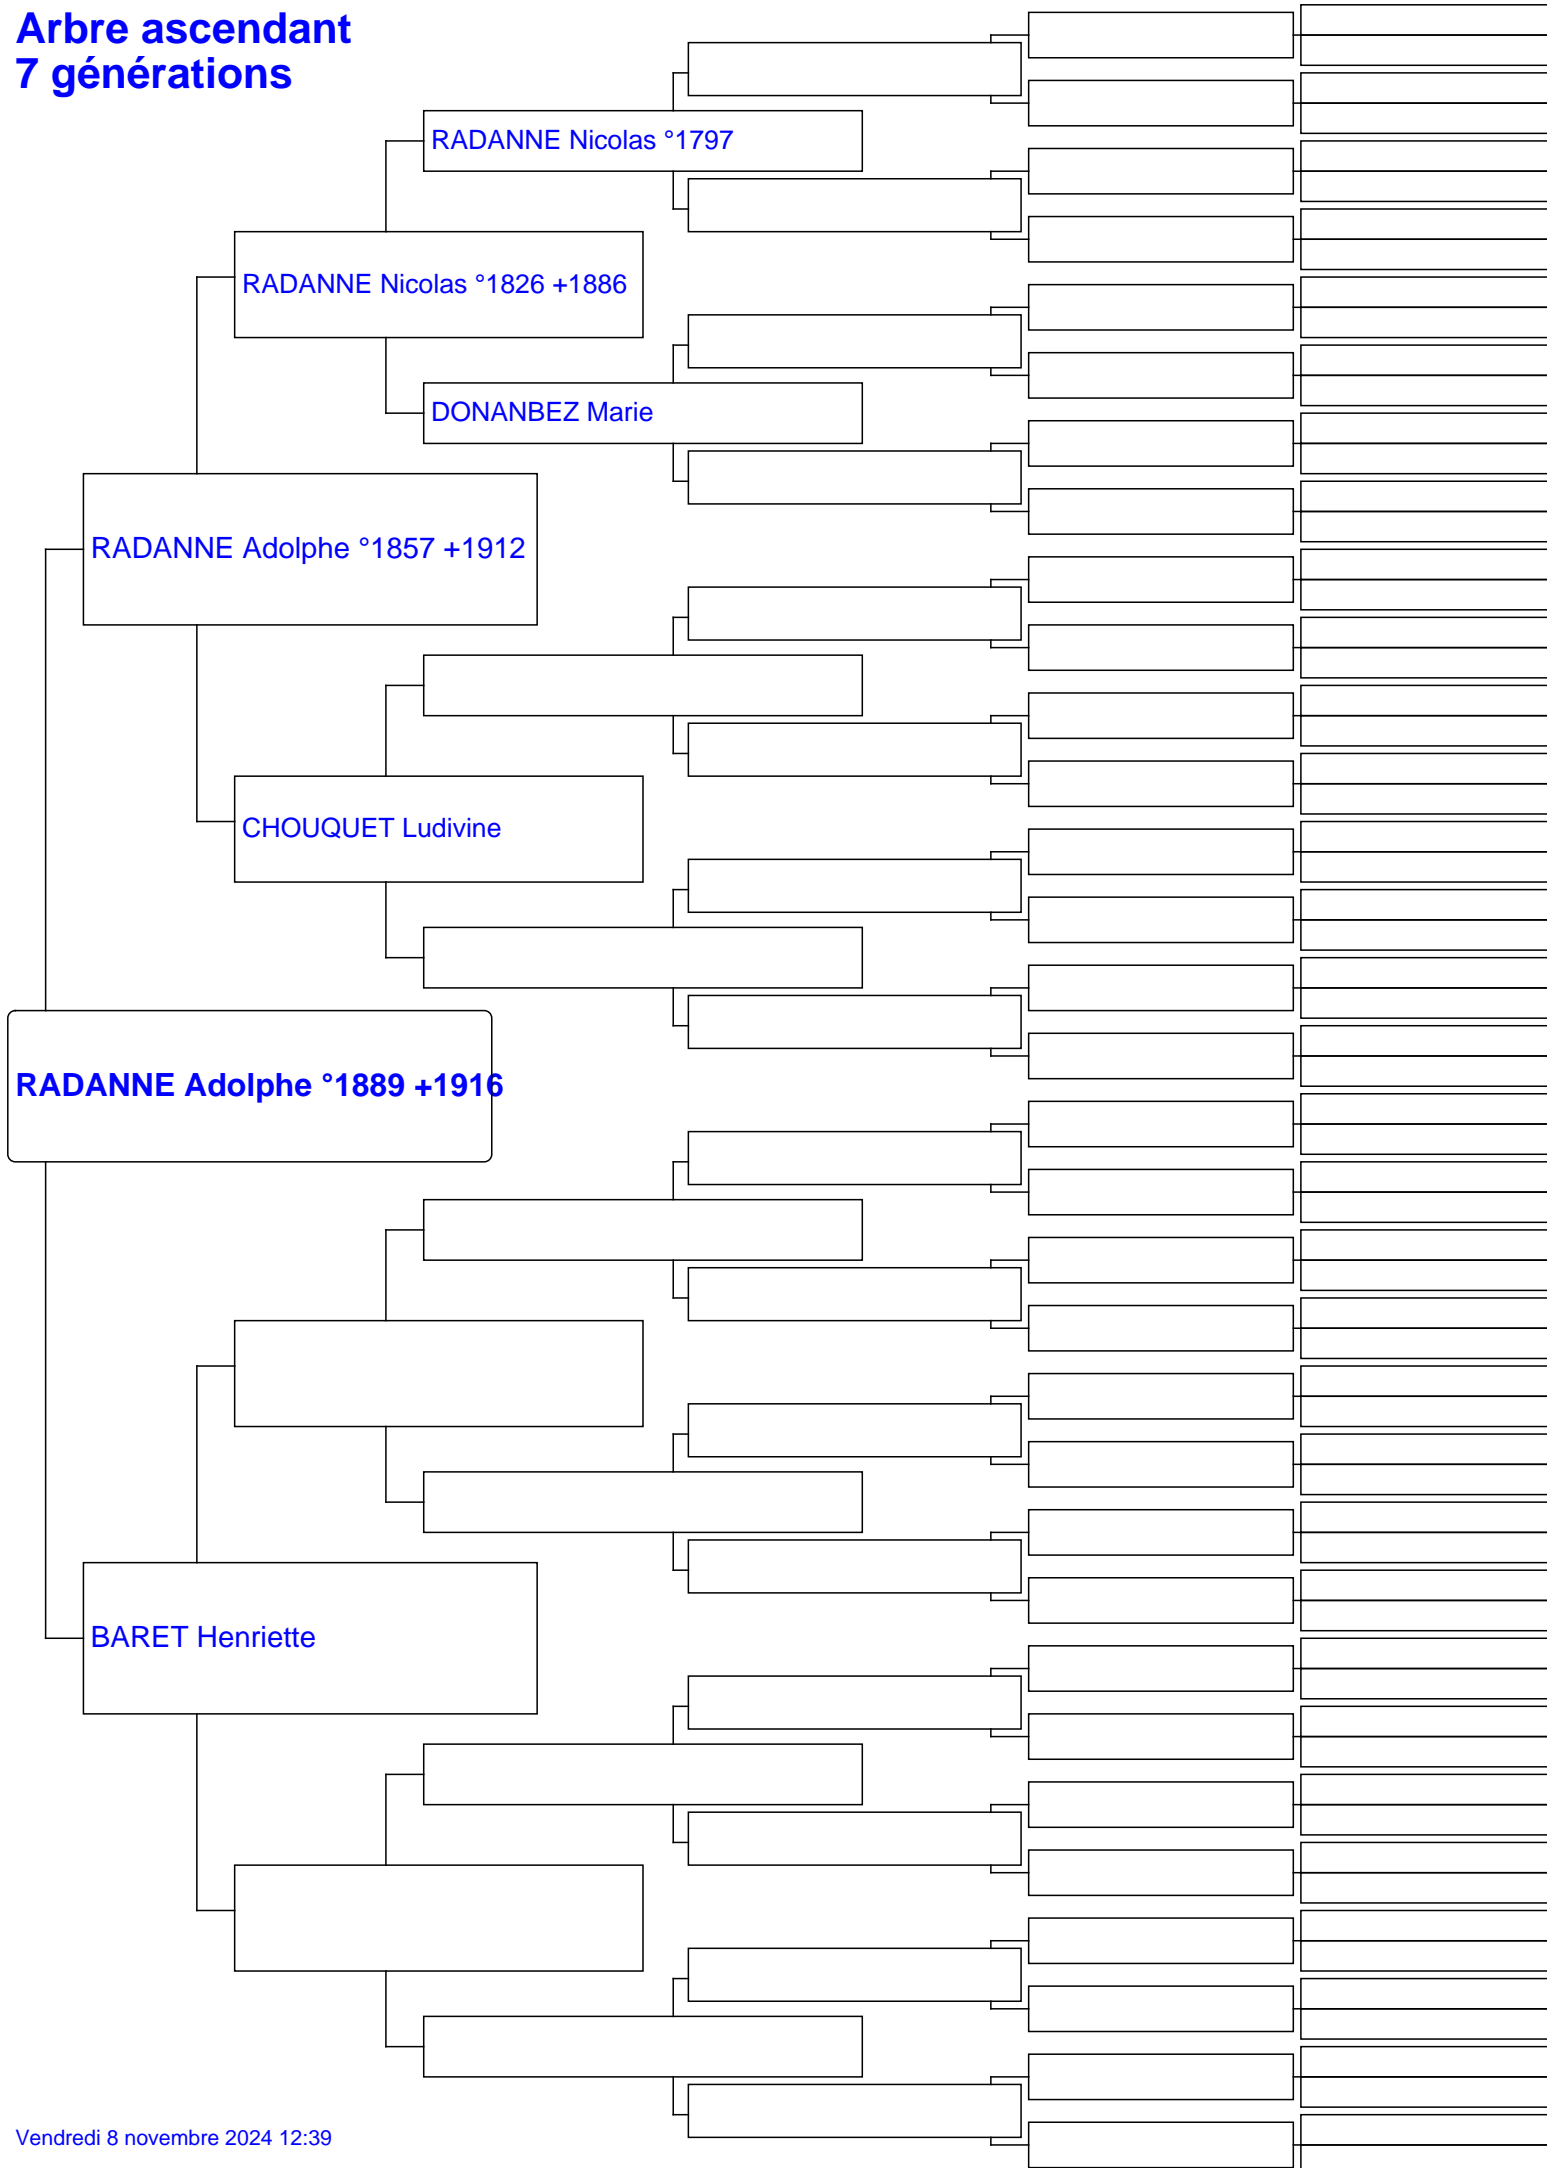 Arbre ascendant
7 générations
RADANNE Nicolas °1797
RADANNE Nicolas °1826 +1886
DONANBEZ Marie
RADANNE Adolphe °1857 +1912
CHOUQUET Ludivine
RADANNE Adolphe °1889 +1916
BARET Henriette
Vendredi 8 novembre 2024 12:39